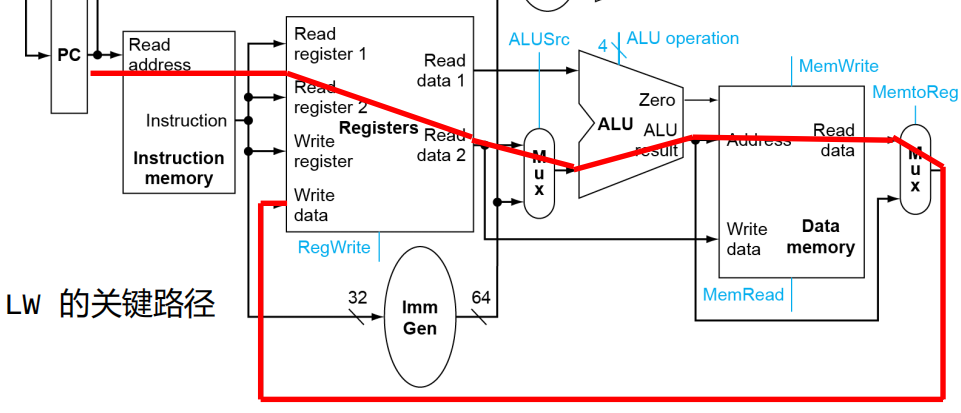 PC
Read
address
Instruction
Instruction
memory
Read
register 1
Read
register 2
Write
register
Write
data
Registers
Read
data 1
Read
data 2
RegWrite
32
Imm
Gen
64
ALUSrc
Mux
4
ALU operation
Zero
ALU
ALU
result
MemWrite
Address
Read
data
Write
data
Data
memory
MemRead
MemtoReg
Mux
LW 的关键路径